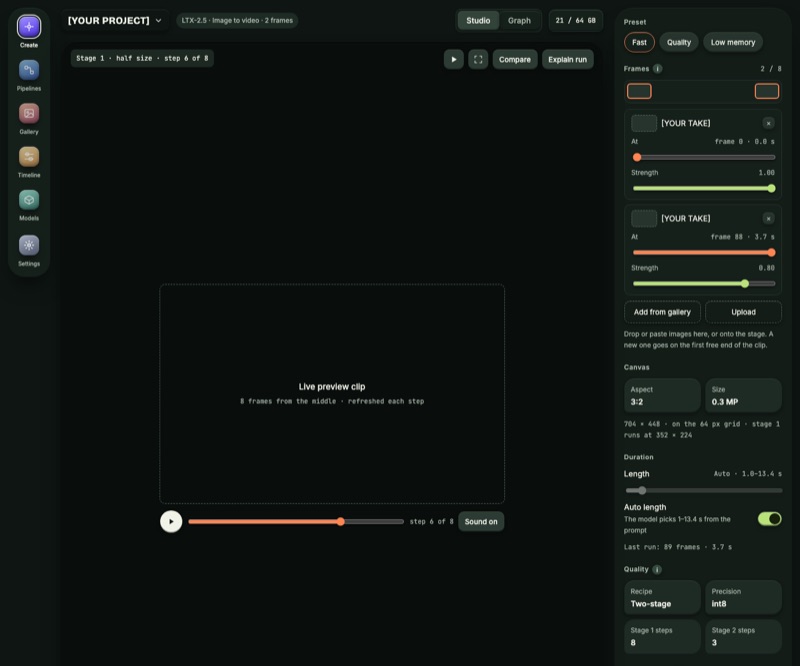 [YOUR PROJECT]
LTX-2.5 · Image to video · 2 frames
Studio
Graph
21 / 64 GB
Create
Pipelines
Gallery
Timeline
Models
Settings
Stage 1 · half size · step 6 of 8
Compare
Explain run
Live preview clip
8 frames from the middle · refreshed each step
step 6 of 8
Sound on
Preset
Fast
Quality
Low memory
Frames i
2 / 8
[YOUR TAKE]
×
At
frame 0 · 0.0 s
Strength
1.00
[YOUR TAKE]
×
At
frame 88 · 3.7 s
Strength
0.80
Add from gallery
Upload
Drop or paste images here, or onto the stage. A
new one goes on the first free end of the clip.
Canvas
Aspect
3:2
Size
0.3 MP
704 × 448 · on the 64 px grid · stage 1
runs at 352 × 224
Duration
Length
Auto · 1.0–13.4 s
Auto length
The model picks 1–13.4 s from the
prompt
Last run: 89 frames · 3.7 s
Quality i
Recipe
Two-stage
Precision
int8
Stage 1 steps
8
Stage 2 steps
3